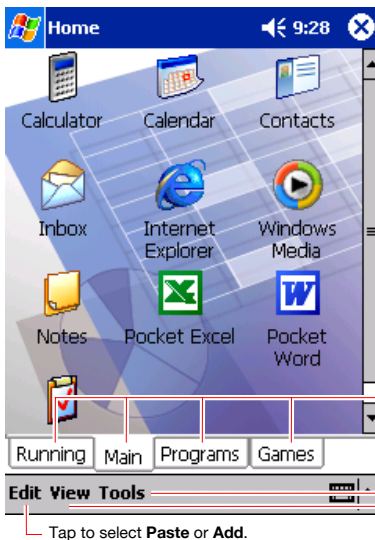 Home 9:28
Calculator Calendar Contacts
Inbox Internet Explorer Windows Media
Notes Pocket Excel Pocket Word
Running Main Programs Games
Edit View Tools
Tap to select Paste or Add.